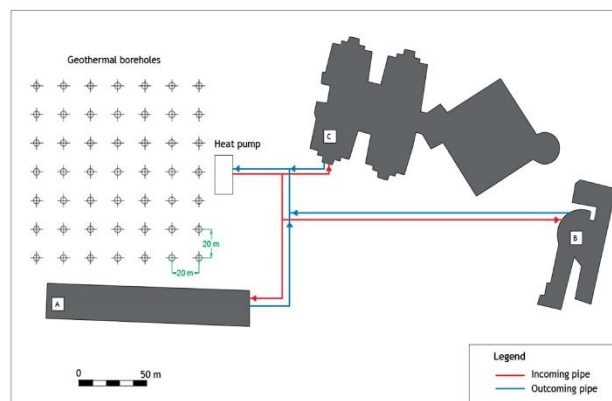 Geothermal boreholes
Heat pump
C
B
20 m
20 m
A
0
50 m
Legend
Incoming pipe
Outcoming pipe